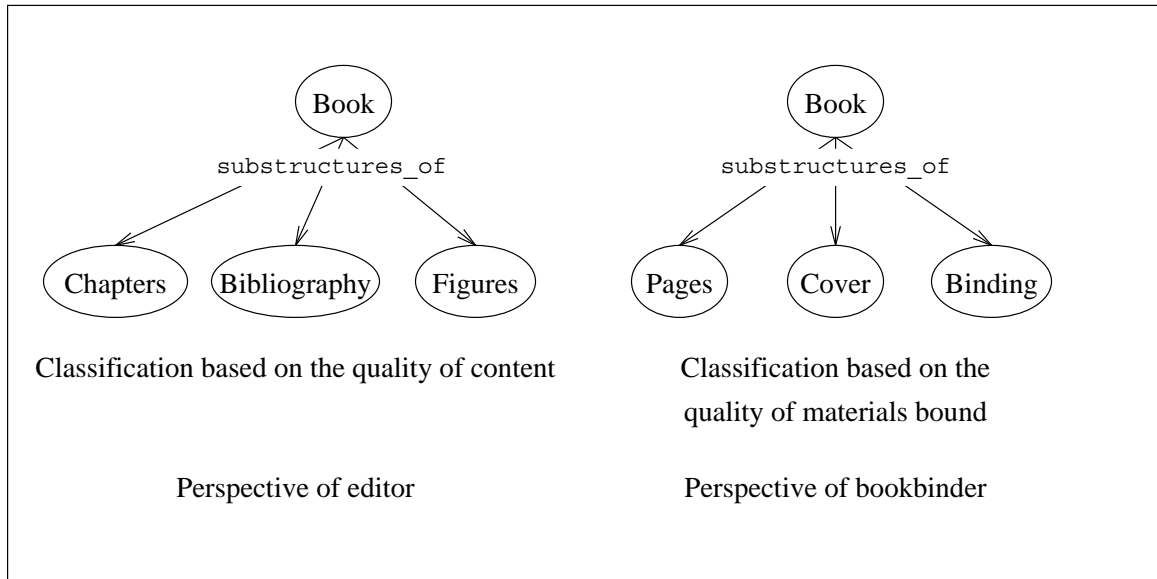 Book
substructures_of
Chapters
Bibliography
Figures
Classification based on the quality of content
Perspective of editor
Book
substructures_of
Pages
Cover
Binding
Classification based on the
quality of materials bound
Perspective of bookbinder